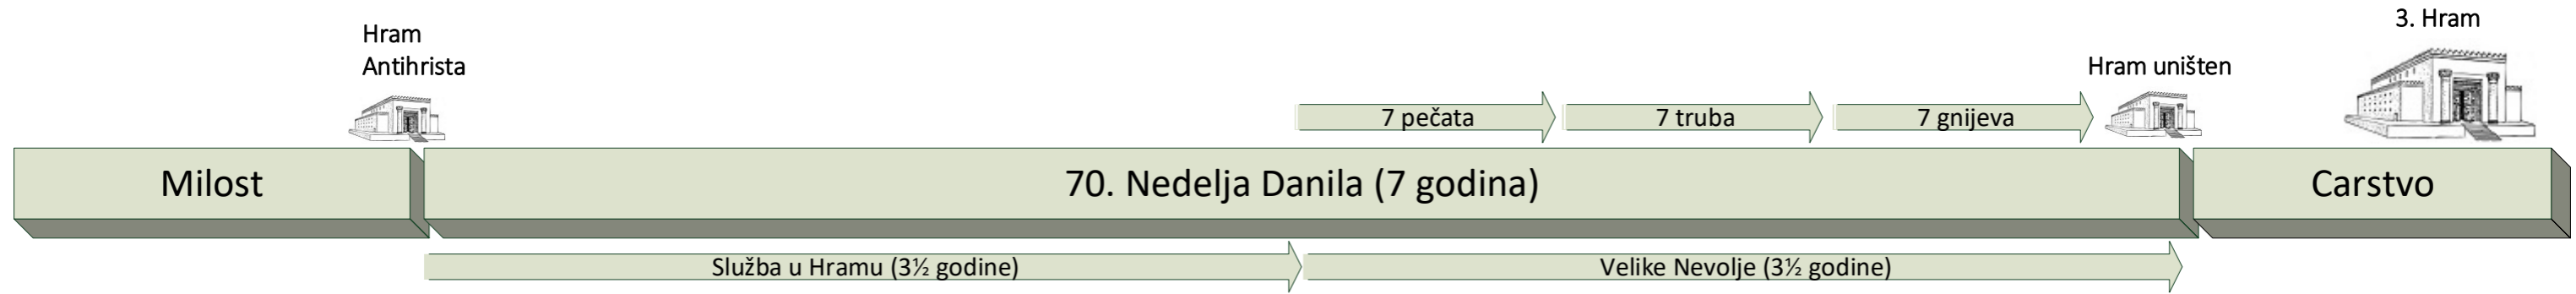 Hram
Antihrista
3. Hram
Hram uništen
7 pečata
7 truba
7 gnijeva
Milost
70. Nedelja Danila (7 godina)
Carstvo
Služba u Hramu (3½ godine)
Velike Nevolje (3½ godine)